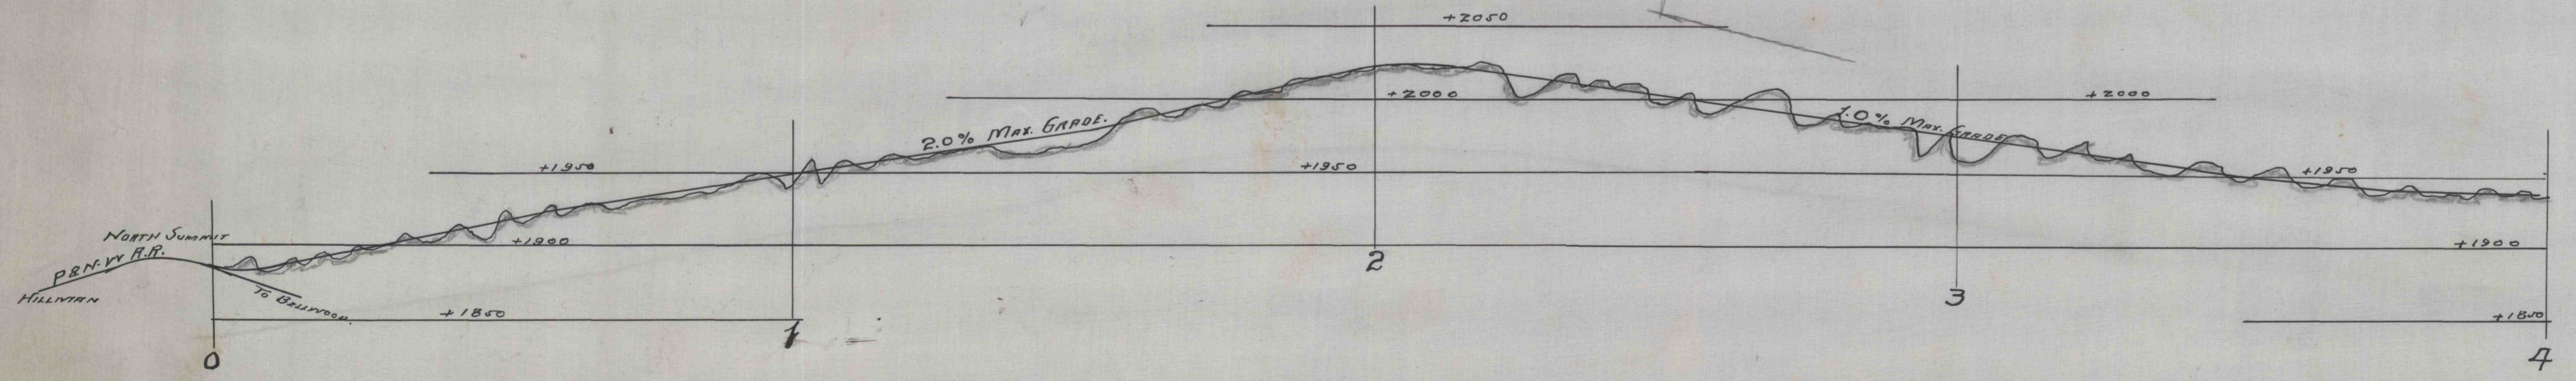 +2050
+2000
+2000
2.0% MAX. GRADE.
1.0% MAX. GRADE
+1950
+1950
+1950
NORTH SUMMIT
P&N.W R.R.
HILLMAN
TO BELLWOOD.
+1900
+1900
+1850
+1850
0
1
2
3
4